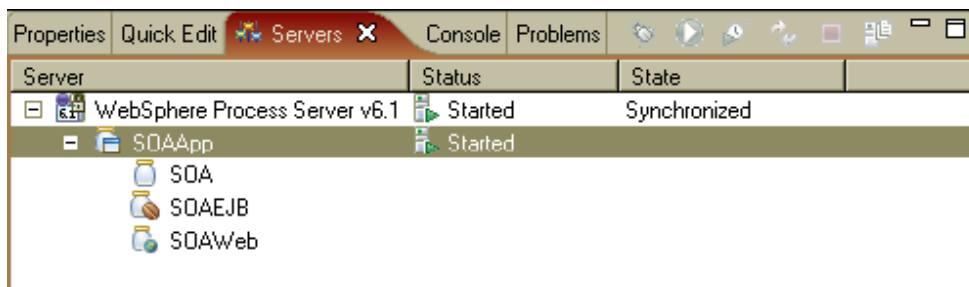 Properties Quick Edit Servers Console Problems
Server Status State
WebSphere Process Server v6.1 Started Synchronized
SOAApp Started
SOA
SOAEJB
SOAWeb